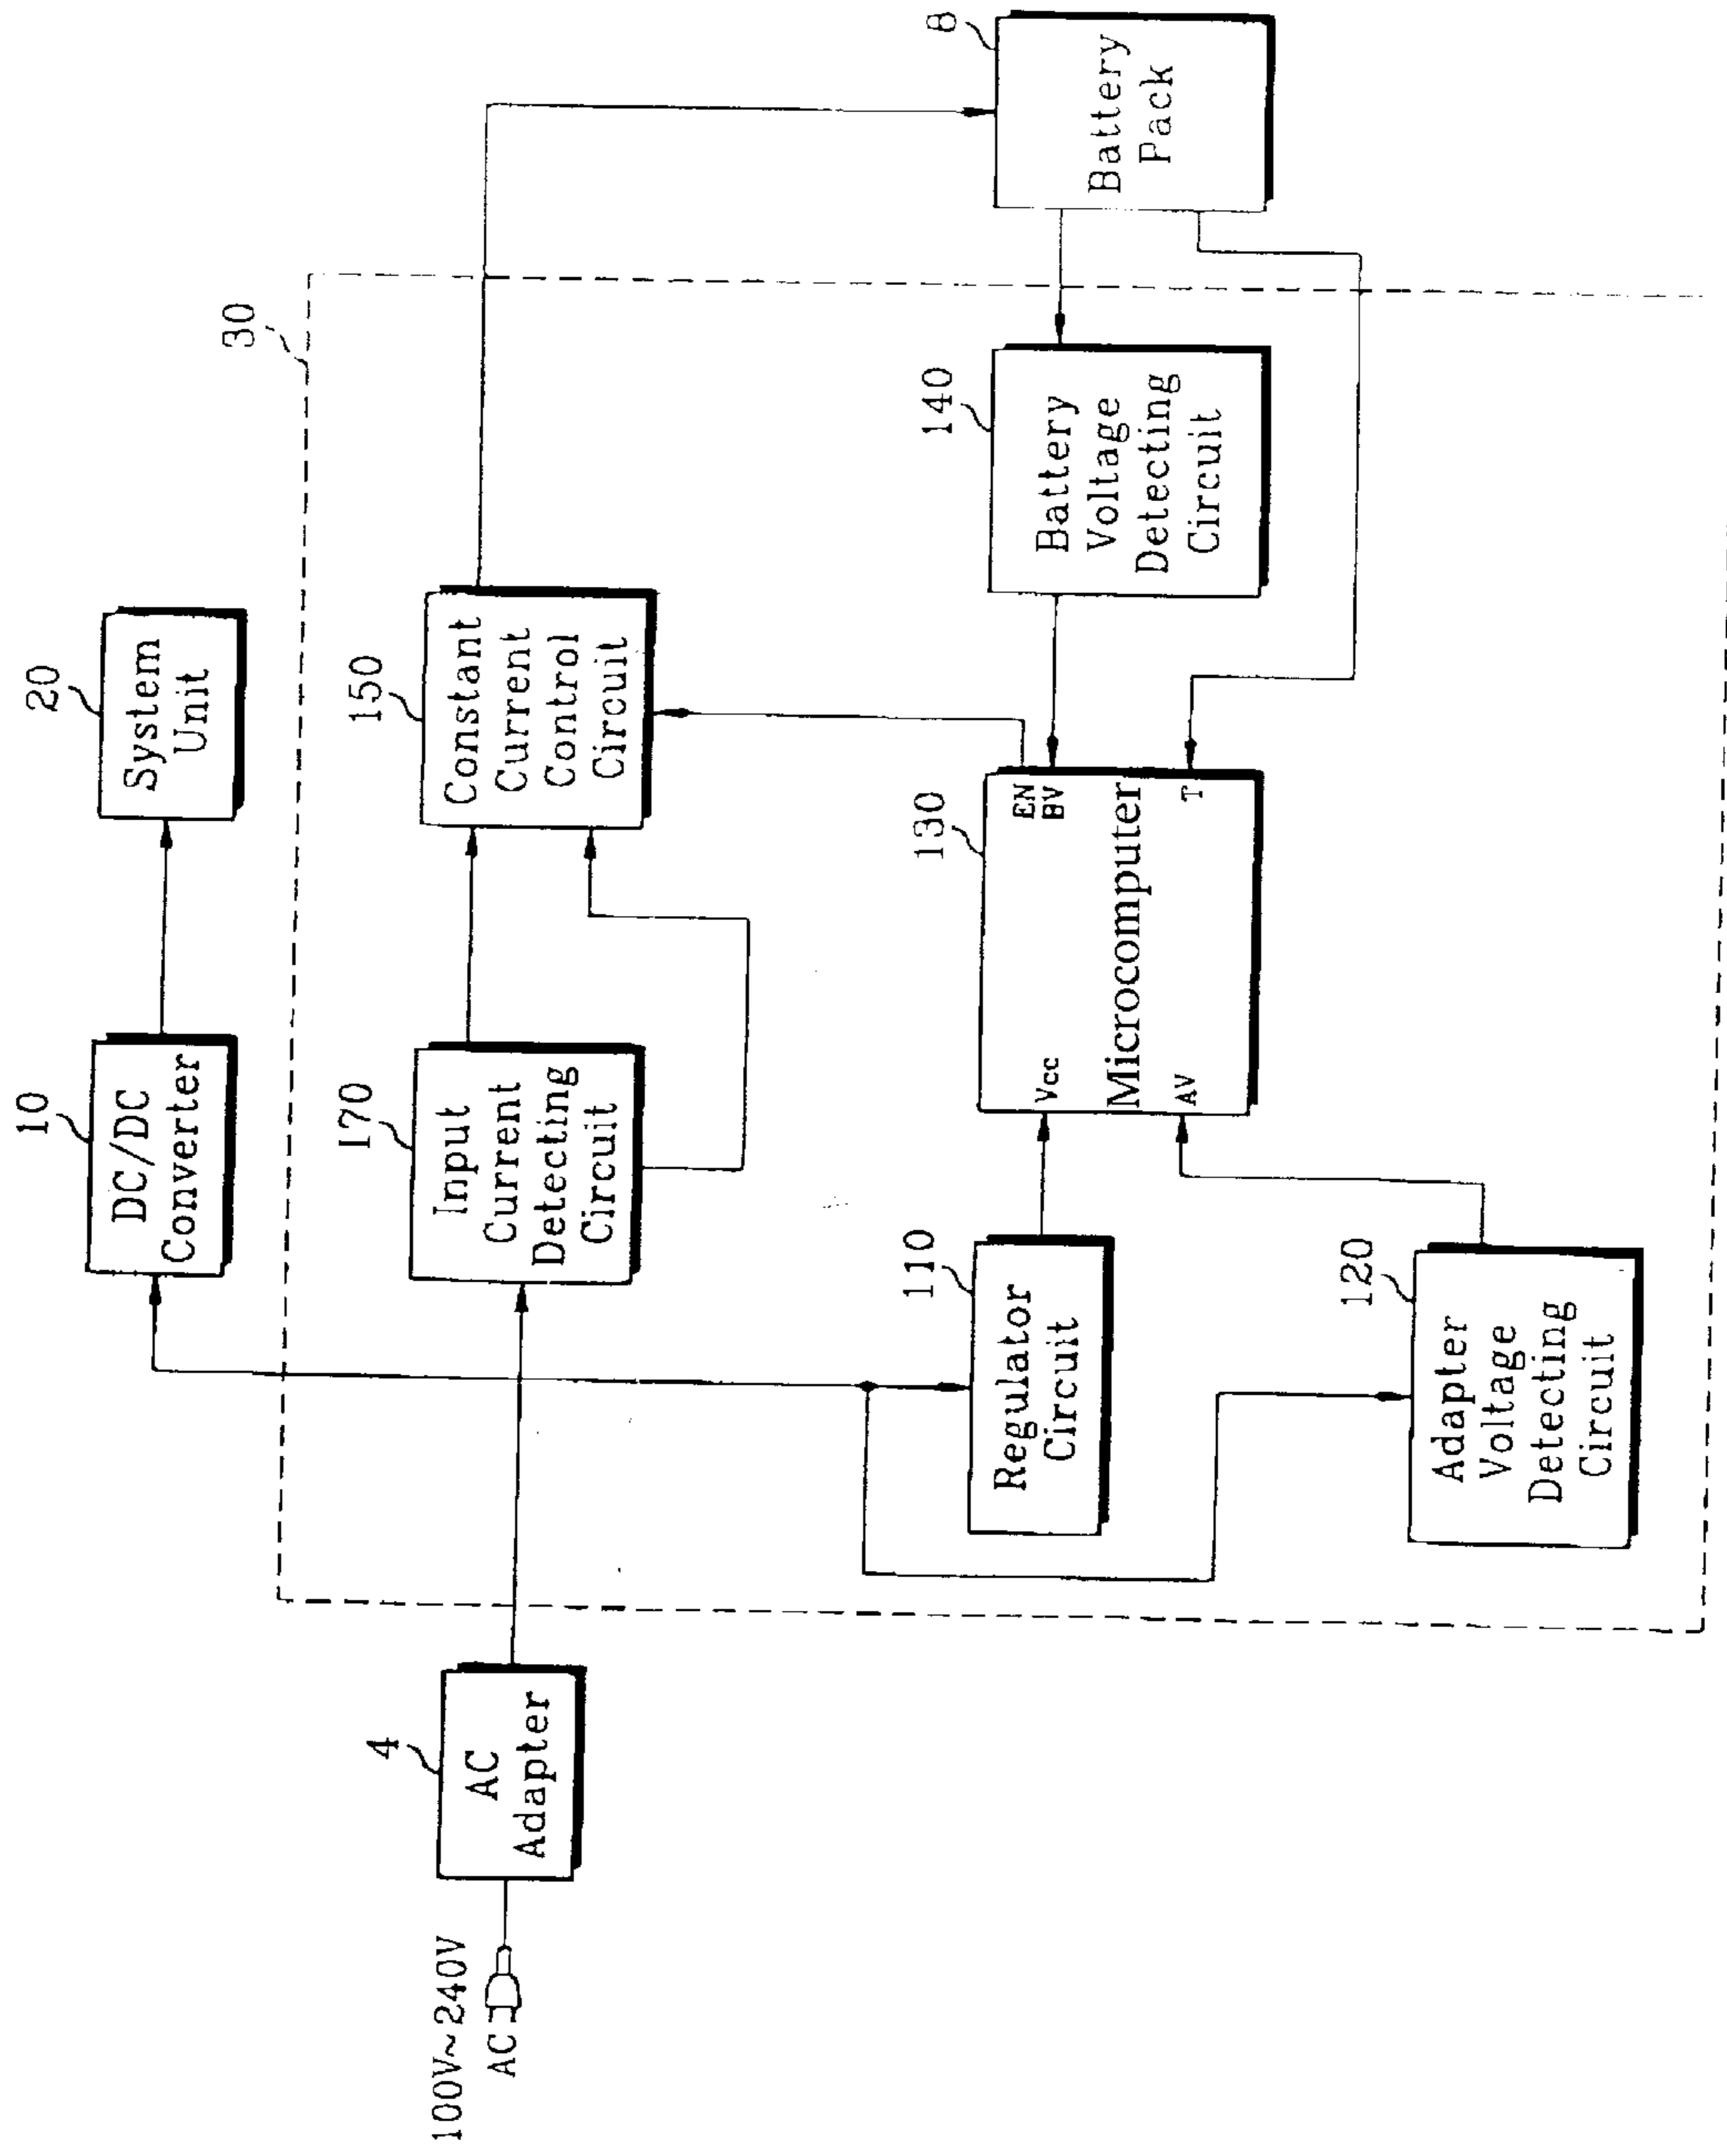 100V~240V
AC
4
AC
Adapter
10
DC/DC
Converter
20
System
Unit
30
170
Input
Current
Detecting
Circuit
150
Constant
Current
Control
Circuit
110
Regulator
Circuit
130
Vcc
EN
BV
Microcomputer
AV
T
140
Battery
Voltage
Detecting
Circuit
8
Battery
Pack
120
Adapter
Voltage
Detecting
Circuit